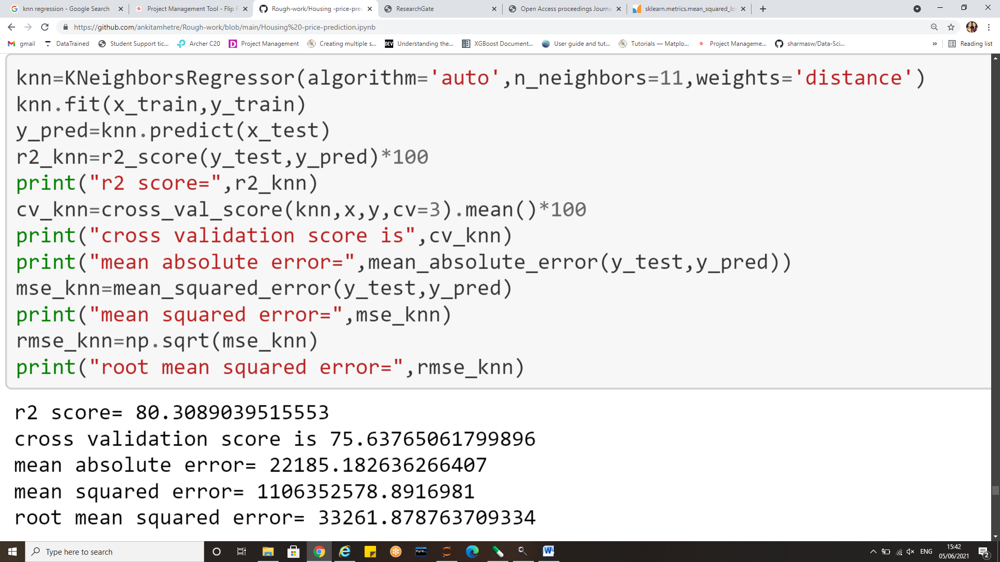 knn regression - Google Search
Project Management Tool - Flip R
Rough-work/Housing -price-pred
ResearchGate
Open Access proceedings Journa
sklearn.metrics.mean_squared_lo
https://github.com/ankitamhetre/Rough-work/blob/main/Housing%20-price-prediction.ipynb
gmail
DataTrained
Student Support tic...
Archer C20
Project Management
Creating multiple s...
DEV
Understanding the...
XGBoost Document...
User guide and tut...
Tutorials — Matplo...
Project Manageme...
sharmasw/Data-Sci...
»
Reading list
knn=KNeighborsRegressor(algorithm='auto',n_neighbors=11,weights='distance')
knn.fit(x_train,y_train)
y_pred=knn.predict(x_test)
r2_knn=r2_score(y_test,y_pred)*100
print("r2 score=",r2_knn)
cv_knn=cross_val_score(knn,x,y,cv=3).mean()*100
print("cross validation score is",cv_knn)
print("mean absolute error=",mean_absolute_error(y_test,y_pred))
mse_knn=mean_squared_error(y_test,y_pred)
print("mean squared error=",mse_knn)
rmse_knn=np.sqrt(mse_knn)
print("root mean squared error=",rmse_knn)
r2 score= 80.3089039515553
cross validation score is 75.63765061799896
mean absolute error= 22185.182636266407
mean squared error= 1106352578.8916981
root mean squared error= 33261.878763709334
Type here to search
MySQL
ENG
15:42
05/06/2021
2